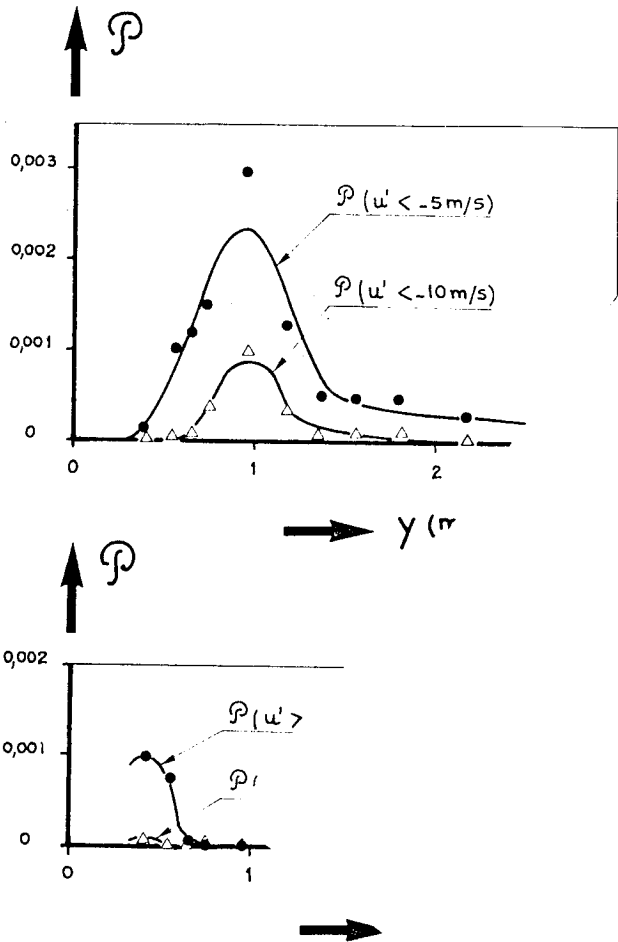 𝒫
0,003
𝒫 (u' < -5m/s)
0,002
𝒫 (u' < -10m/s)
0,001
0
0 1 2
y (m
𝒫
0,002
𝒫 (u' >
0,001
𝒫(
0
0 1